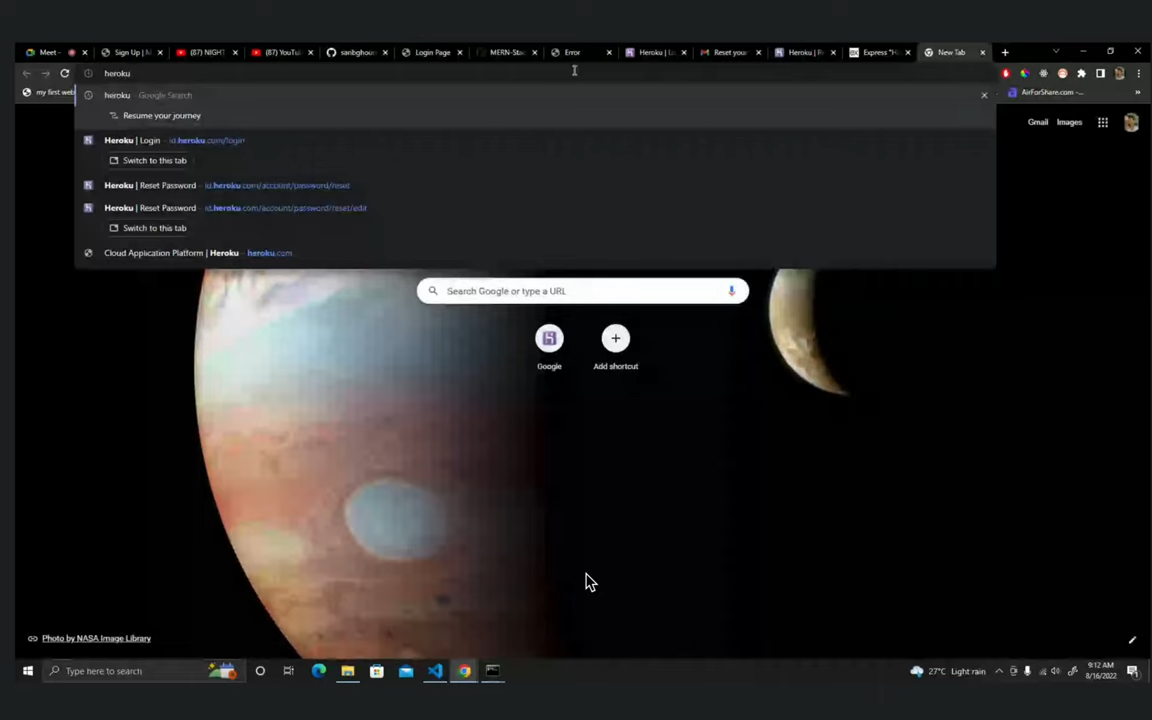 Meet -
Sign Up | M
(87) NIGHT
(87) YouTu
sanbghour
Login Page
MERN-Stac
Error
Heroku | Lo
Reset your
Heroku | Re
Express "He
New Tab
heroku
my first web
AirForShare.com -...
»
heroku - Google Search
Resume your journey
Heroku | Login - id.heroku.com/login
Switch to this tab
Heroku | Reset Password - id.heroku.com/account/password/reset
Heroku | Reset Password - id.heroku.com/account/password/reset/edit
Switch to this tab
Cloud Application Platform | Heroku - heroku.com
Gmail
Images
Search Google or type a URL
Google
Add shortcut
Photo by NASA Image Library
Type here to search
27°C Light rain
9:12 AM
8/16/2022